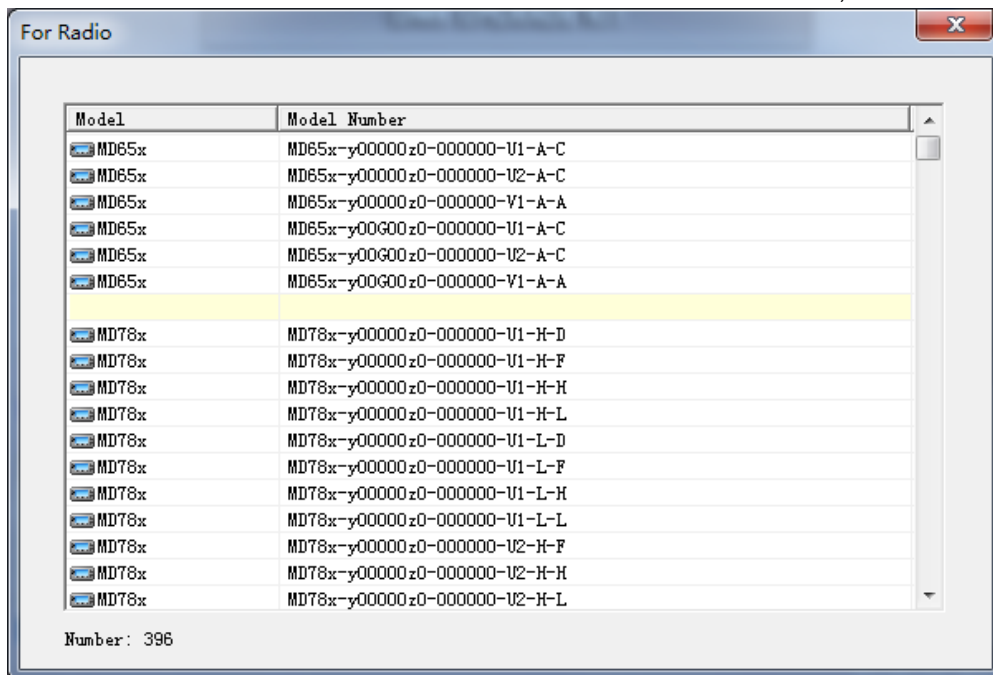 For Radio
Model Model Number
MD65x MD65x-y00000z0-000000-U1-A-C
MD65x MD65x-y00000z0-000000-U2-A-C
MD65x MD65x-y00000z0-000000-V1-A-A
MD65x MD65x-y00G00z0-000000-U1-A-C
MD65x MD65x-y00G00z0-000000-U2-A-C
MD65x MD65x-y00G00z0-000000-V1-A-A
MD78x MD78x-y00000z0-000000-U1-H-D
MD78x MD78x-y00000z0-000000-U1-H-F
MD78x MD78x-y00000z0-000000-U1-H-H
MD78x MD78x-y00000z0-000000-U1-H-L
MD78x MD78x-y00000z0-000000-U1-L-D
MD78x MD78x-y00000z0-000000-U1-L-F
MD78x MD78x-y00000z0-000000-U1-L-H
MD78x MD78x-y00000z0-000000-U1-L-L
MD78x MD78x-y00000z0-000000-U2-H-F
MD78x MD78x-y00000z0-000000-U2-H-H
MD78x MD78x-y00000z0-000000-U2-H-L
Number: 396